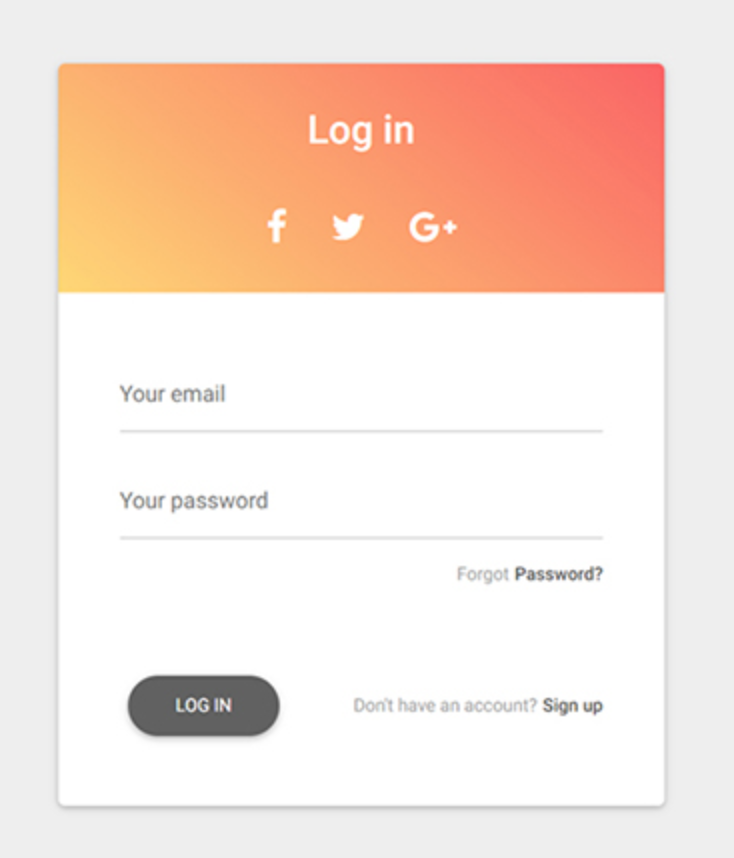 Log in
f G+
Your email
Your password
Forgot Password?
LOG IN
Don't have an account? Sign up